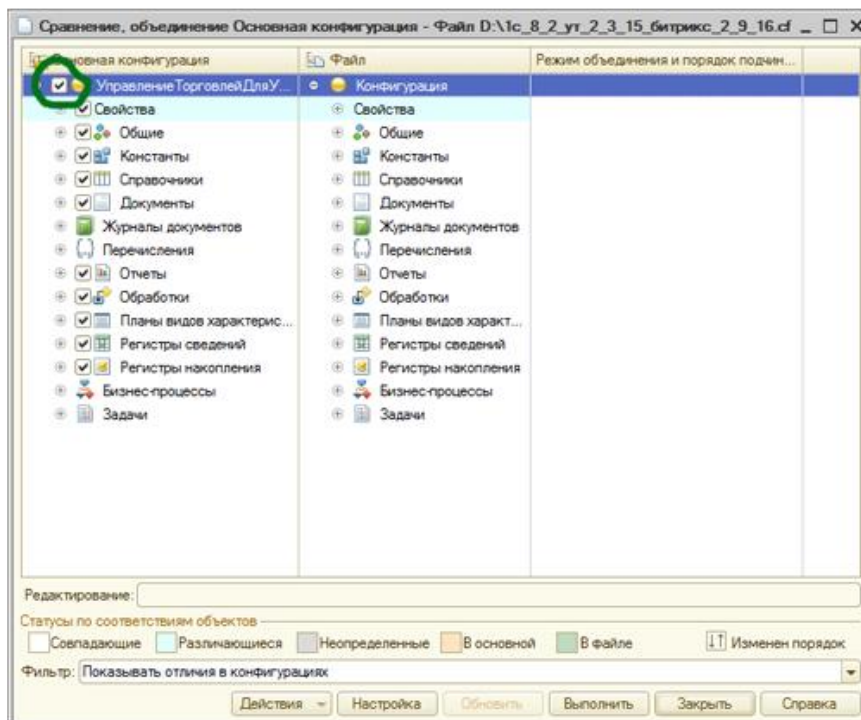 Сравнение, объединение Основная конфигурация - Файл D:\1c_8_2_ут_2_3_15_битрикс_2_9_16.cf
Основная конфигурация Файл Режим объединения и порядок подчин...
УправлениеТорговлейДляУ... Конфигурация
Свойства Свойства
Общие Общие
Константы Константы
Справочники Справочники
Документы Документы
Журналы документов Журналы документов
Перечисления Перечисления
Отчеты Отчеты
Обработки Обработки
Планы видов характерис... Планы видов характ...
Регистры сведений Регистры сведений
Регистры накопления Регистры накопления
Бизнес-процессы Бизнес-процессы
Задачи Задачи
Редактирование:
Статусы по соответствиям объектов
Совпадающие Различающиеся Неопределенные В основной В файле Изменен порядок
Фильтр: Показывать отличия в конфигурациях
Действия Настройка Обновить Выполнить Закрыть Справка